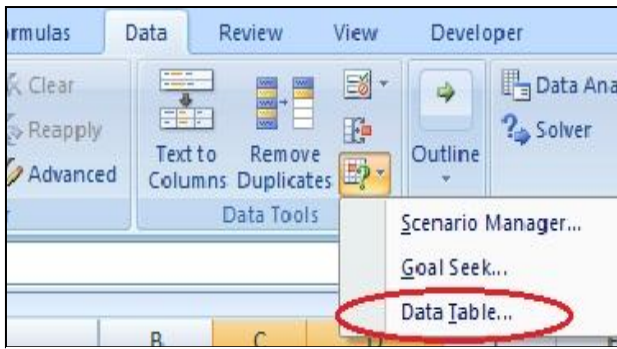 Data Review View Developer
Clear
Reapply
Advanced
Text to
Columns
Remove
Duplicates
Data Tools
Outline
Data Ana
Solver
Scenario Manager...
Goal Seek...
Data Table...
B C D